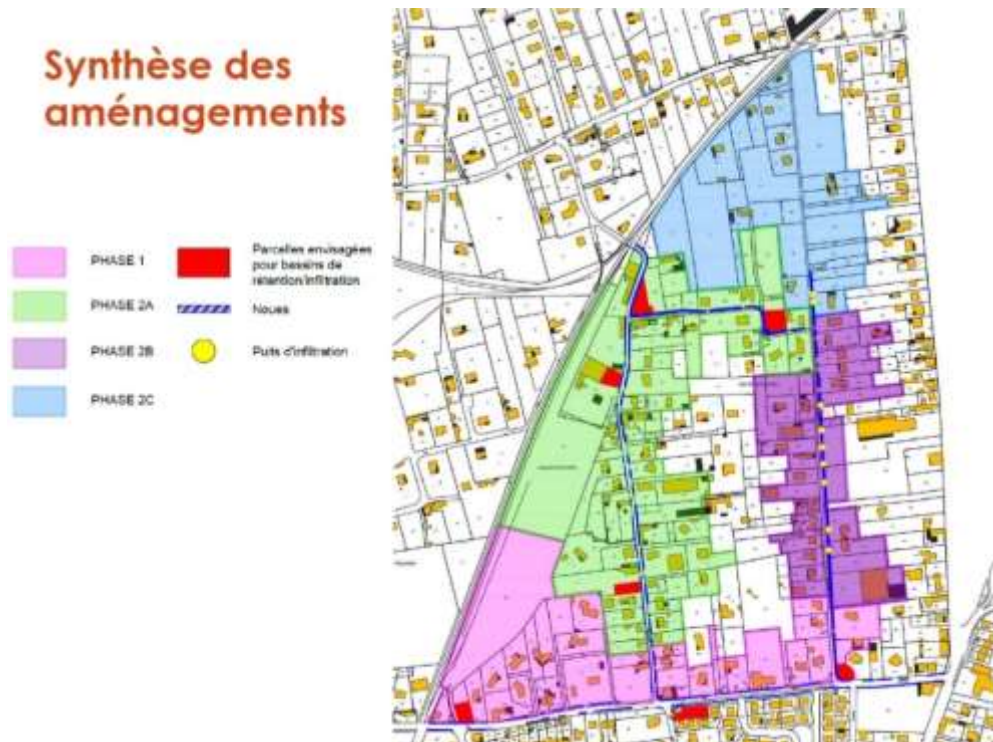 Synthèse des
aménagements
PHASE 1
PHASE 2A
PHASE 2B
PHASE 2C
Parcelles envisagées
pour bassins de
retention/infiltration
Noues
Puits d'infiltration